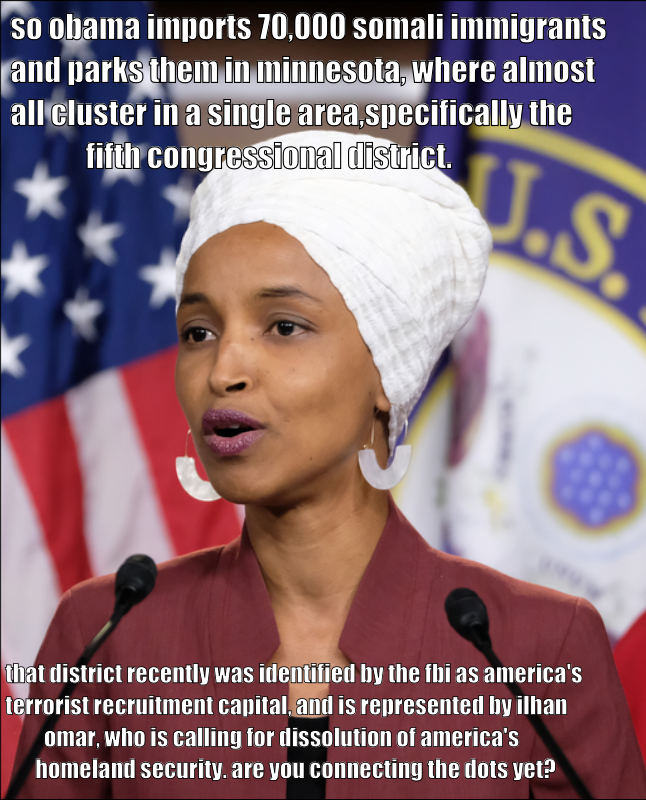 so obama imports 70,000 somali immigrants
and parks them in minnesota, where almost
all cluster in a single area,specifically the
fifth congressional district.
U.S.
that district recently was identified by the fbi as america's
terrorist recruitment capital, and is represented by ilhan
omar, who is calling for dissolution of america's
homeland security. are you connecting the dots yet?